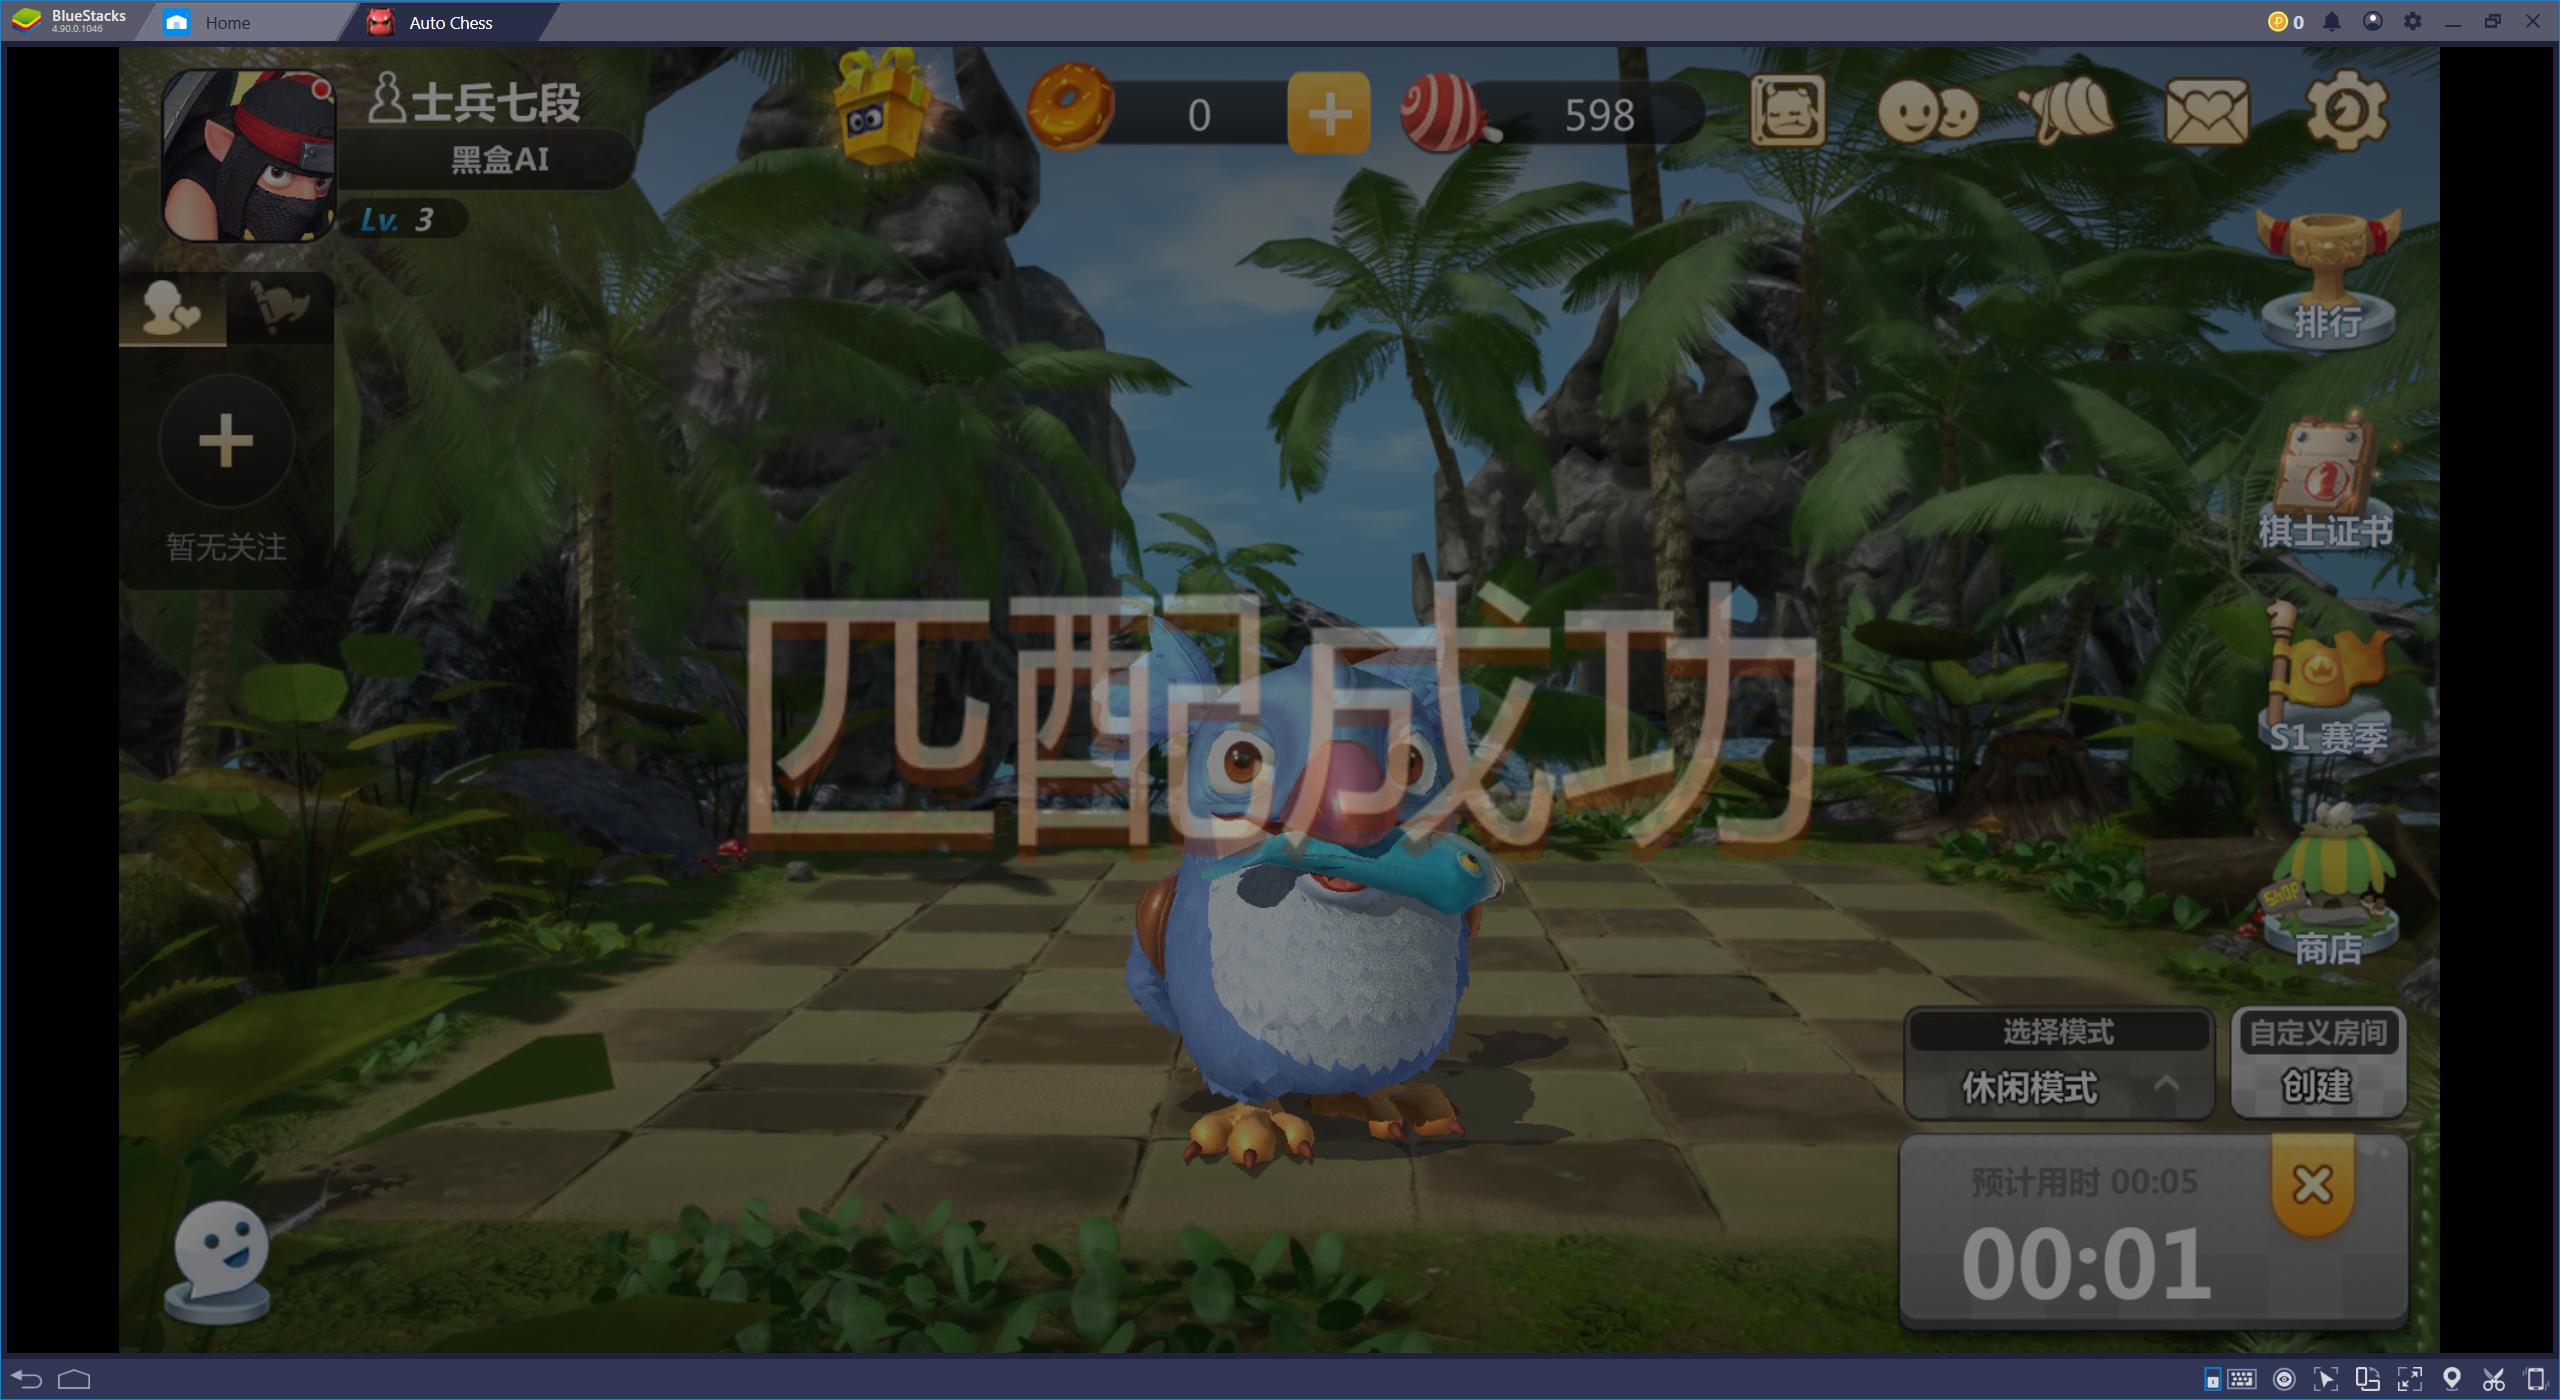 BlueStacks
4.90.0.1046
Home
Auto Chess
0
士兵七段
黑盒AI
Lv. 3
0
598
排行
暂无关注
棋士证书
匹配成功
S1 赛季
SHOP
商店
选择模式
休闲模式
自定义房间
创建
预计用时 00:05
00:01